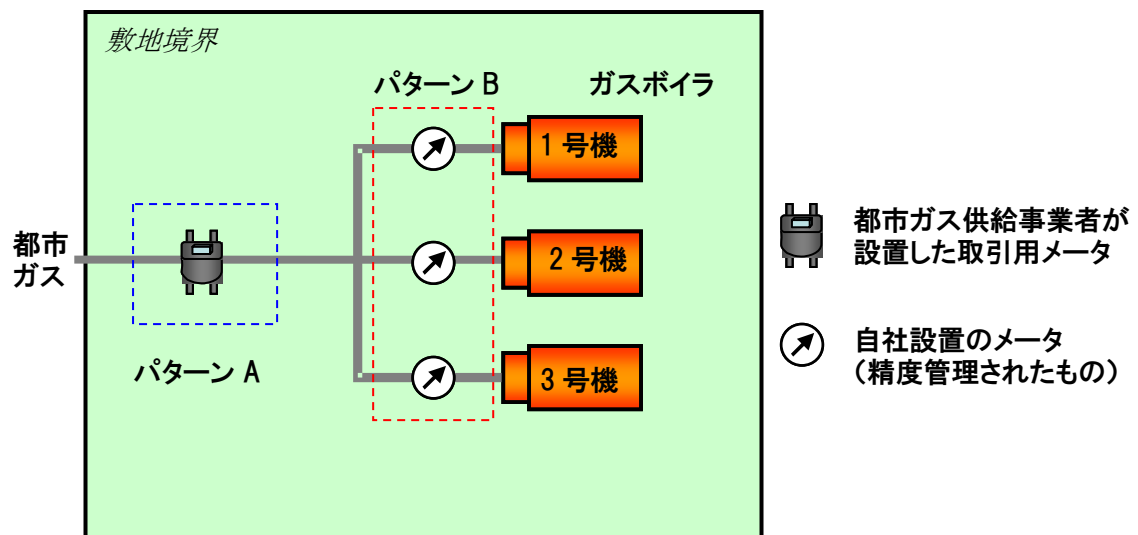 敷地境界
パターン B
ガスボイラ
1 号機
2 号機
3 号機
都市
ガス
パターン A
都市ガス供給事業者が
設置した取引用メータ
自社設置のメータ
（精度管理されたもの）